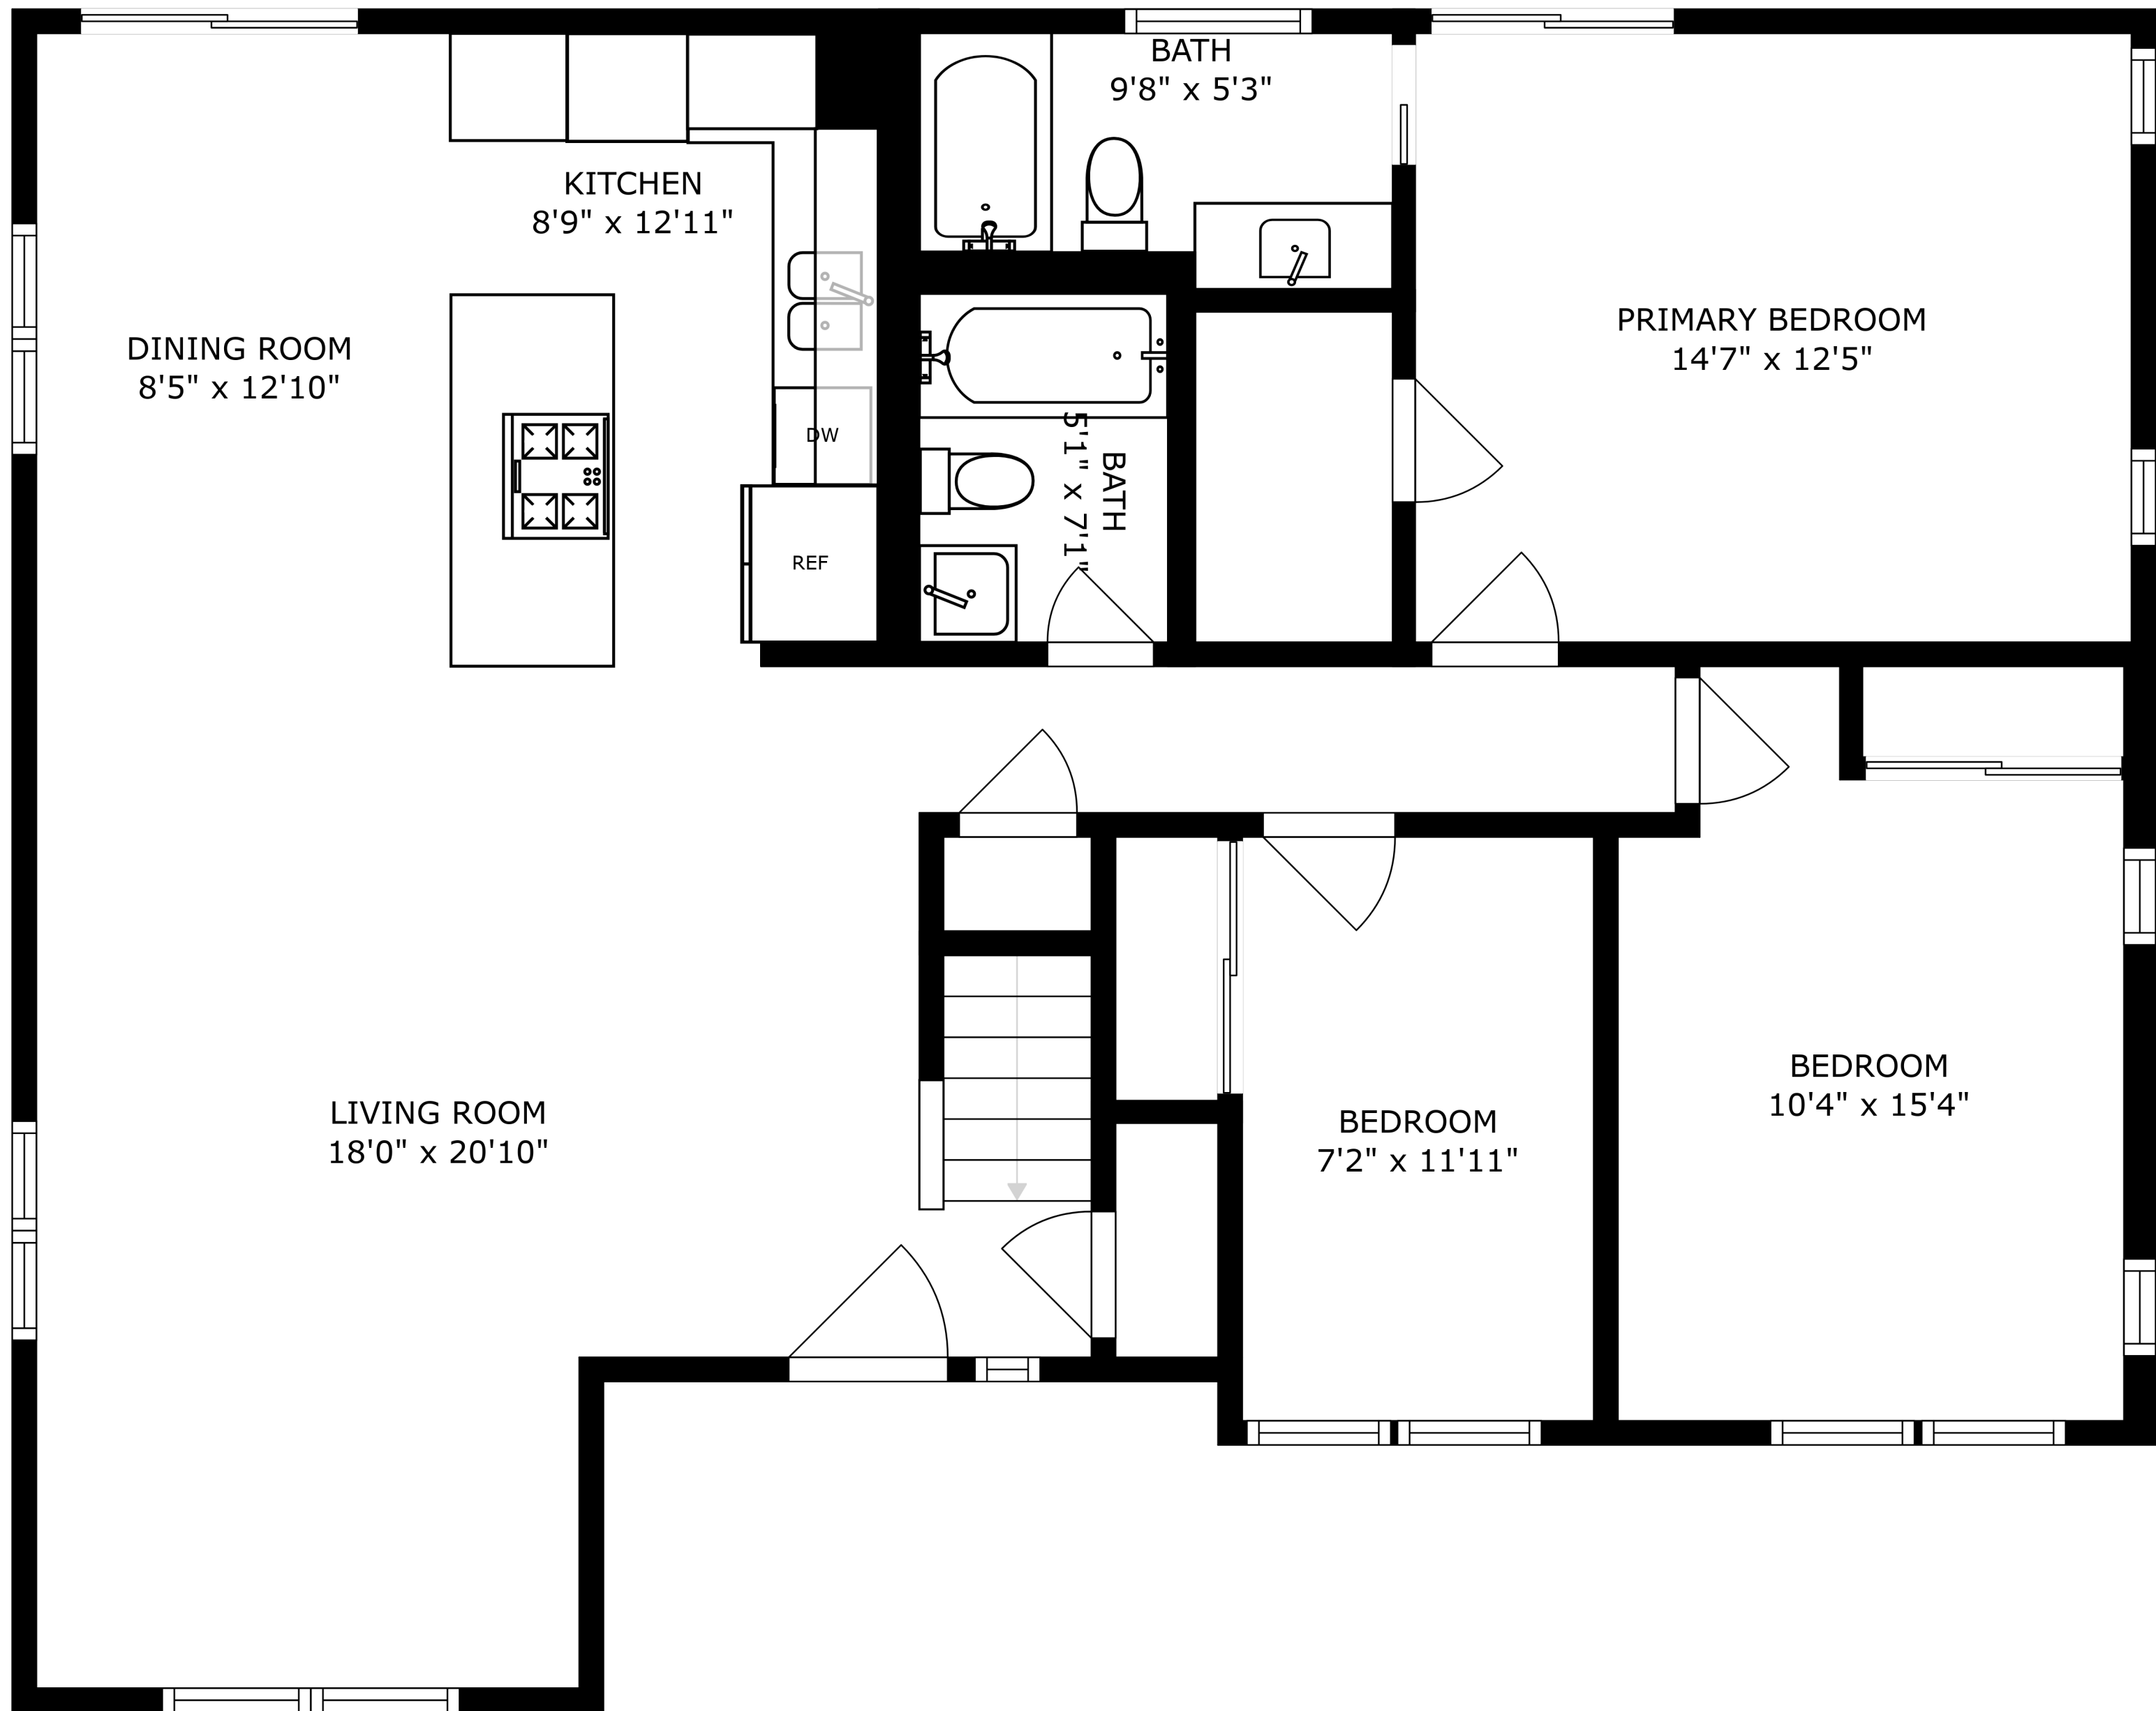 BATH
9'8" x 5'3"
KITCHEN
8'9" x 12'11"
PRIMARY BEDROOM
14'7" x 12'5"
DINING ROOM
8'5" x 12'10"
DW
BATH
5'1" x 7'1"
REF
BEDROOM
10'4" x 15'4"
LIVING ROOM
18'0" x 20'10"
BEDROOM
7'2" x 11'11"